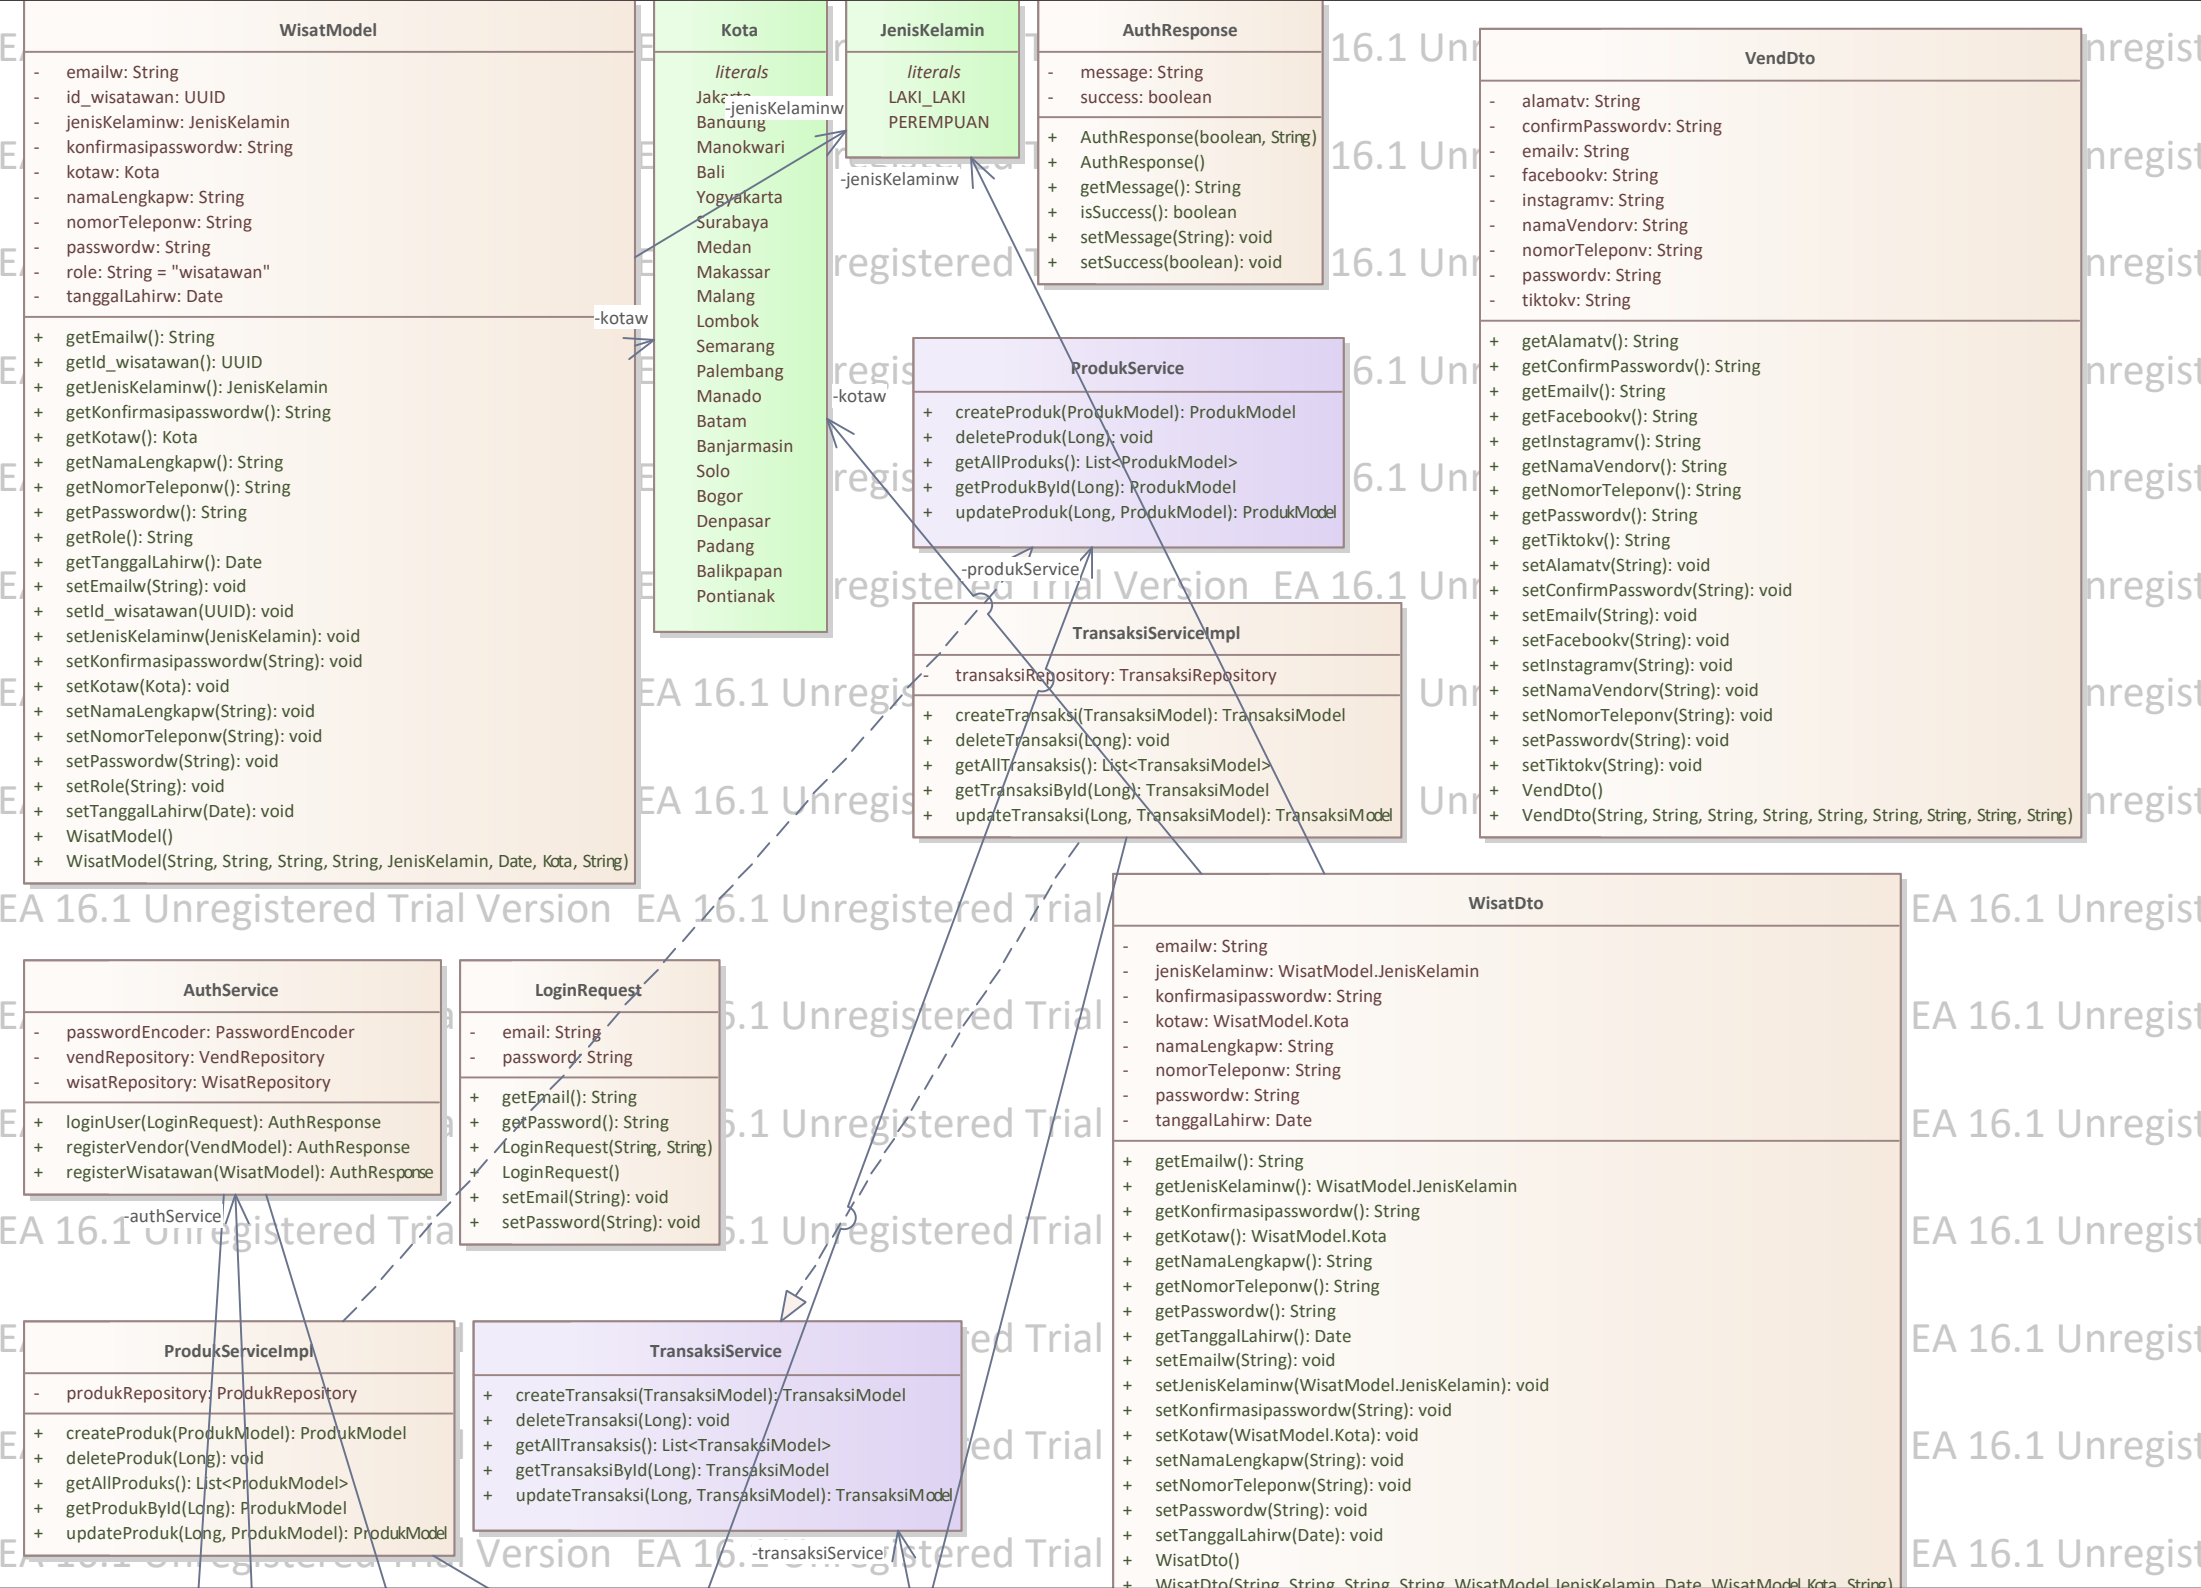 WisatModel
- emailw: String
- id_wisatawan: UUID
- jenisKelaminw: JenisKelamin
- konfirmasipasswordw: String
- kotaw: Kota
- namaLengkapw: String
- nomorTeleponw: String
- passwordw: String
- role: String = "wisatawan"
- tanggalLahirw: Date
+ getEmailw(): String
+ getId_wisatawan(): UUID
+ getJenisKelaminw(): JenisKelamin
+ getKonfirmasipasswordw(): String
+ getKotaw(): Kota
+ getNamaLengkapw(): String
+ getNomorTeleponw(): String
+ getPasswordw(): String
+ getRole(): String
+ getTanggalLahirw(): Date
+ setEmailw(String): void
+ setId_wisatawan(UUID): void
+ setJenisKelaminw(JenisKelamin): void
+ setKonfirmasipasswordw(String): void
+ setKotaw(Kota): void
+ setNamaLengkapw(String): void
+ setNomorTeleponw(String): void
+ setPasswordw(String): void
+ setRole(String): void
+ setTanggalLahirw(Date): void
+ WisatModel()
+ WisatModel(String, String, String, String, JenisKelamin, Date, Kota, String)
-kotaw
Kota
literals
Jakarta
Bandung
Manokwari
Bali
Yogyakarta
Surabaya
Medan
Makassar
Malang
Lombok
Semarang
Palembang
Manado
Batam
Banjarmasin
Solo
Bogor
Denpasar
Padang
Balikpapan
Pontianak
-jenisKelaminw
JenisKelamin
literals
LAKI_LAKI
PEREMPUAN
-jenisKelaminw
-kotaw
AuthResponse
- message: String
- success: boolean
+ AuthResponse(boolean, String)
+ AuthResponse()
+ getMessage(): String
+ isSuccess(): boolean
+ setMessage(String): void
+ setSuccess(boolean): void
ProdukService
+ createProduk(ProdukModel): ProdukModel
+ deleteProduk(Long): void
+ getAllProduks(): List<ProdukModel>
+ getProdukById(Long): ProdukModel
+ updateProduk(Long, ProdukModel): ProdukModel
-produkService
TransaksiServiceImpl
- transaksiRepository: TransaksiRepository
+ createTransaksi(TransaksiModel): TransaksiModel
+ deleteTransaksi(Long): void
+ getAllTransaksis(): List<TransaksiModel>
+ getTransaksiById(Long): TransaksiModel
+ updateTransaksi(Long, TransaksiModel): TransaksiModel
VendDto
- alamatv: String
- confirmPasswordv: String
- emailv: String
- facebookv: String
- instagramv: String
- namaVendorv: String
- nomorTeleponv: String
- passwordv: String
- tiktokv: String
+ getAlamatv(): String
+ getConfirmPasswordv(): String
+ getEmailv(): String
+ getFacebookv(): String
+ getInstagramv(): String
+ getNamaVendorv(): String
+ getNomorTeleponv(): String
+ getPasswordv(): String
+ getTiktokv(): String
+ setAlamatv(String): void
+ setConfirmPasswordv(String): void
+ setEmailv(String): void
+ setFacebookv(String): void
+ setInstagramv(String): void
+ setNamaVendorv(String): void
+ setNomorTeleponv(String): void
+ setPasswordv(String): void
+ setTiktokv(String): void
+ VendDto()
+ VendDto(String, String, String, String, String, String, String, String, String)
EA 16.1 Unregistered Trial Version EA 16.1 Unregistered Trial
AuthService
- passwordEncoder: PasswordEncoder
- vendRepository: VendRepository
- wisatRepository: WisatRepository
+ loginUser(LoginRequest): AuthResponse
+ registerVendor(VendModel): AuthResponse
+ registerWisatawan(WisatModel): AuthResponse
-authService
LoginRequest
- email: String
- password: String
+ getEmail(): String
+ getPassword(): String
+ LoginRequest(String, String)
+ LoginRequest()
+ setEmail(String): void
+ setPassword(String): void
ProdukServiceImpl
- produkRepository: ProdukRepository
+ createProduk(ProdukModel): ProdukModel
+ deleteProduk(Long): void
+ getAllProduks(): List<ProdukModel>
+ getProdukById(Long): ProdukModel
+ updateProduk(Long, ProdukModel): ProdukModel
TransaksiService
+ createTransaksi(TransaksiModel): TransaksiModel
+ deleteTransaksi(Long): void
+ getAllTransaksis(): List<TransaksiModel>
+ getTransaksiById(Long): TransaksiModel
+ updateTransaksi(Long, TransaksiModel): TransaksiModel
-transaksiService
WisatDto
- emailw: String
- jenisKelaminw: WisatModel.JenisKelamin
- konfirmasipasswordw: String
- kotaw: WisatModel.Kota
- namaLengkapw: String
- nomorTeleponw: String
- passwordw: String
- tanggalLahirw: Date
+ getEmailw(): String
+ getJenisKelaminw(): WisatModel.JenisKelamin
+ getKonfirmasipasswordw(): String
+ getKotaw(): WisatModel.Kota
+ getNamaLengkapw(): String
+ getNomorTeleponw(): String
+ getPasswordw(): String
+ getTanggalLahirw(): Date
+ setEmailw(String): void
+ setJenisKelaminw(WisatModel.JenisKelamin): void
+ setKonfirmasipasswordw(String): void
+ setKotaw(WisatModel.Kota): void
+ setNamaLengkapw(String): void
+ setNomorTeleponw(String): void
+ setPasswordw(String): void
+ setTanggalLahirw(Date): void
+ WisatDto()
+ WisatDto(String, String, String, String, WisatModel.JenisKelamin, Date, WisatModel.Kota, String)